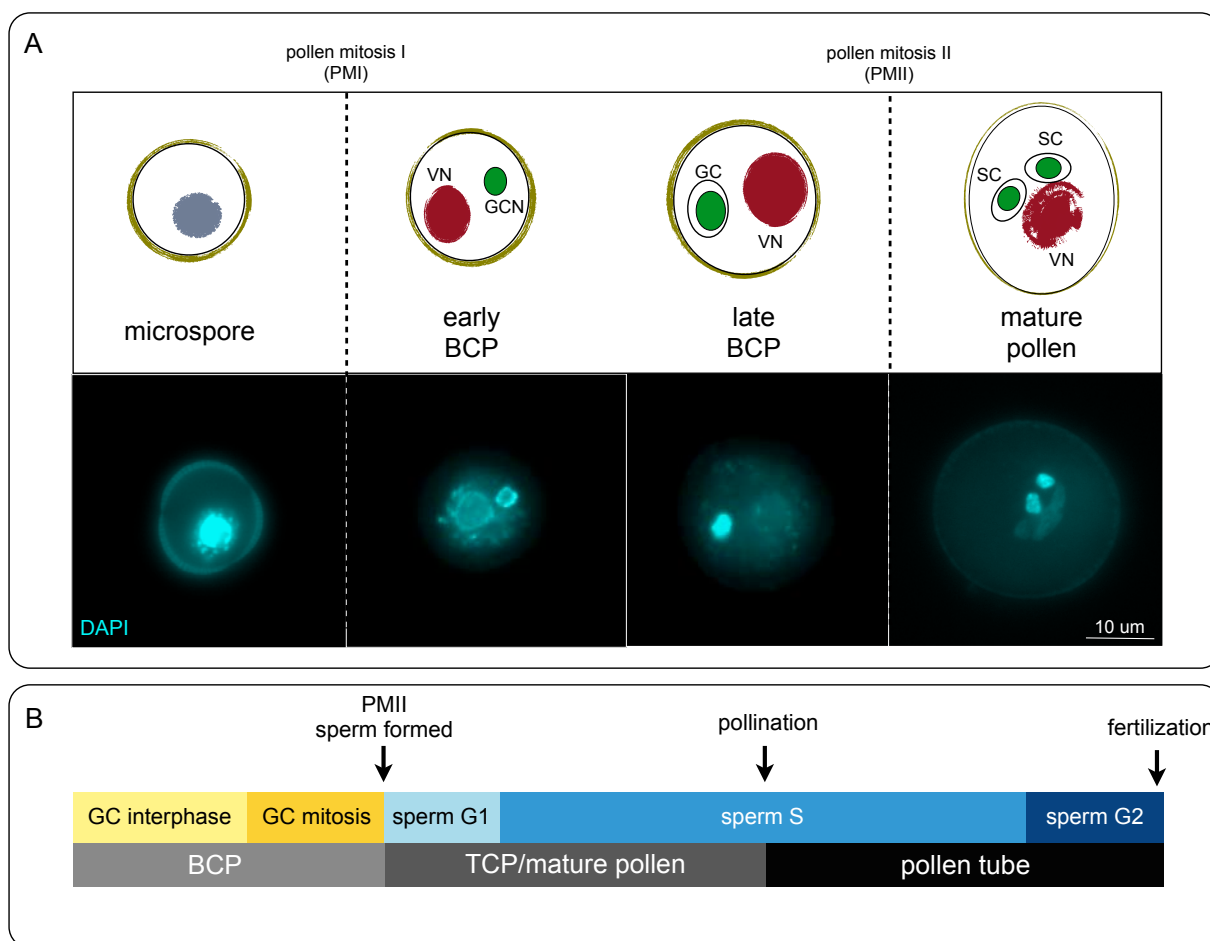 A
pollen mitosis I
(PMI)
pollen mitosis II
(PMII)
VN
GCN
GC
VN
SC
SC
VN
microspore
early
BCP
late
BCP
mature
pollen
DAPI
10 um
B
PMII
sperm formed
pollination
fertilization
GC interphase
GC mitosis
sperm G1
sperm S
sperm G2
BCP
TCP/mature pollen
pollen tube